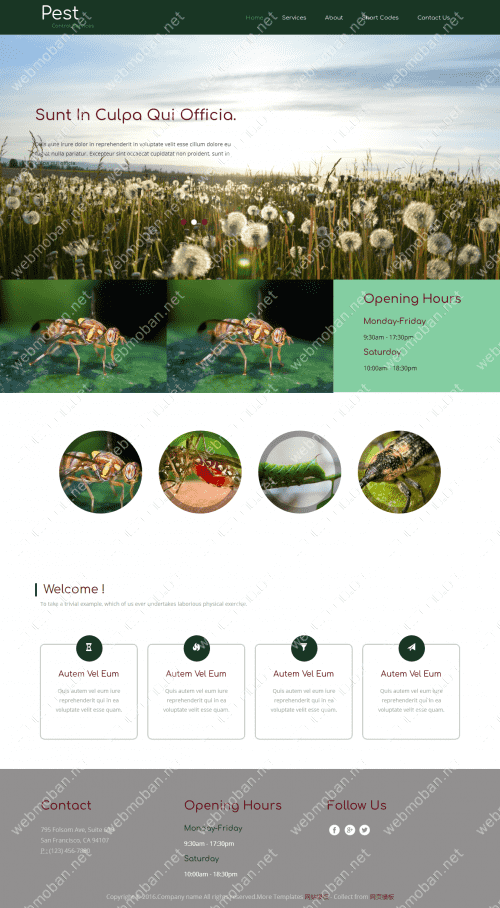 Pest
Control Services
Home
Services
About
Short Codes
Contact Us
Sunt In Culpa Qui Officia.
Duis aute irure dolor in reprehenderit in voluptate velit esse cillum dolore eu
fugiat nulla pariatur. Excepteur sint occaecat cupidatat non proident, sunt in
Opening Hours
Monday-Friday
9:30am - 17:30pm
Saturday
10:00am - 18:30pm
Welcome !
To take a trivial example, which of us ever undertakes laborious physical exercise.
Autem Vel Eum
Quis autem vel eum iure
reprehenderit qui in ea
voluptate velit esse quam.
Autem Vel Eum
Quis autem vel eum iure
reprehenderit qui in ea
voluptate velit esse quam.
Autem Vel Eum
Quis autem vel eum iure
reprehenderit qui in ea
voluptate velit esse quam.
Autem Vel Eum
Quis autem vel eum iure
reprehenderit qui in ea
voluptate velit esse quam.
Contact
795 Folsom Ave, Suite
San Francisco, CA 94107
(123) 456-7890
Opening Hours
Monday-Friday
9:30am - 17:30pm
Saturday
10:00am - 18:30pm
Follow Us
Copyright © 2016.Company name All rights reserved.More Templates - Collect from 网页模板
webmoban.net